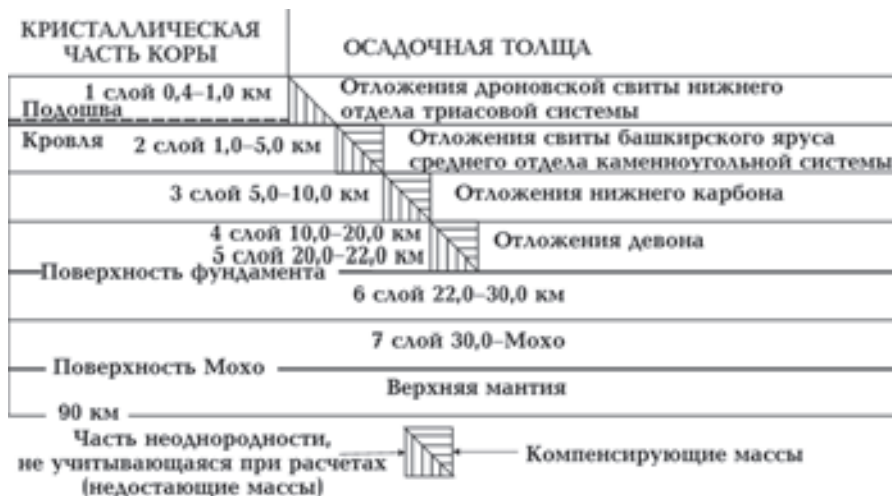 КРИСТАЛЛИЧЕСКАЯ
ЧАСТЬ КОРЫ
ОСАДОЧНАЯ ТОЛЩА
1 слой 0,4–1,0 км
Подошва
Отложения дроновской свиты нижнего
отдела триасовой системы
Кровля
2 слой 1,0–5,0 км
Отложения свиты башкирского яруса
среднего отдела каменноугольной системы
3 слой 5,0–10,0 км
Отложения нижнего карбона
4 слой 10,0–20,0 км
5 слой 20,0–22,0 км
Отложения девона
Поверхность фундамента
6 слой 22,0–30,0 км
7 слой 30,0–Мохо
Поверхность Мохо
Верхняя мантия
90 км
Часть неоднородности,
не учитывающаяся при расчетах
(недостающие массы)
Компенсирующие массы